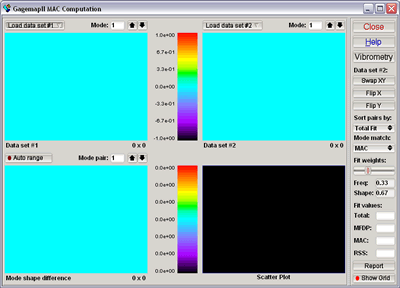 GagemapII MAC Computation
Load data set #1 Mode: 1 Load data set #2 Mode: 1
Close
Help
Vibrometry
Data set #2:
Swap XY
Flip X
Flip Y
Sort pairs by:
Total Fit
Mode match:
MAC
Fit weights:
Freq: 0.33
Shape: 0.67
Fit values:
Total:
MFDP:
MAC:
RSS:
Report
Show Grid
1.0e+00
6.7e-01
3.3e-01
0.0e+00
-3.3e-01
-6.7e-01
-1.0e+00
Data set #1 0 x 0
Data set #2 0 x 0
Auto range Mode pair: 1
0.0e+00
0.0e+00
0.0e+00
0.0e+00
0.0e+00
0.0e+00
0.0e+00
Mode shape difference 0 x 0
Scatter Plot